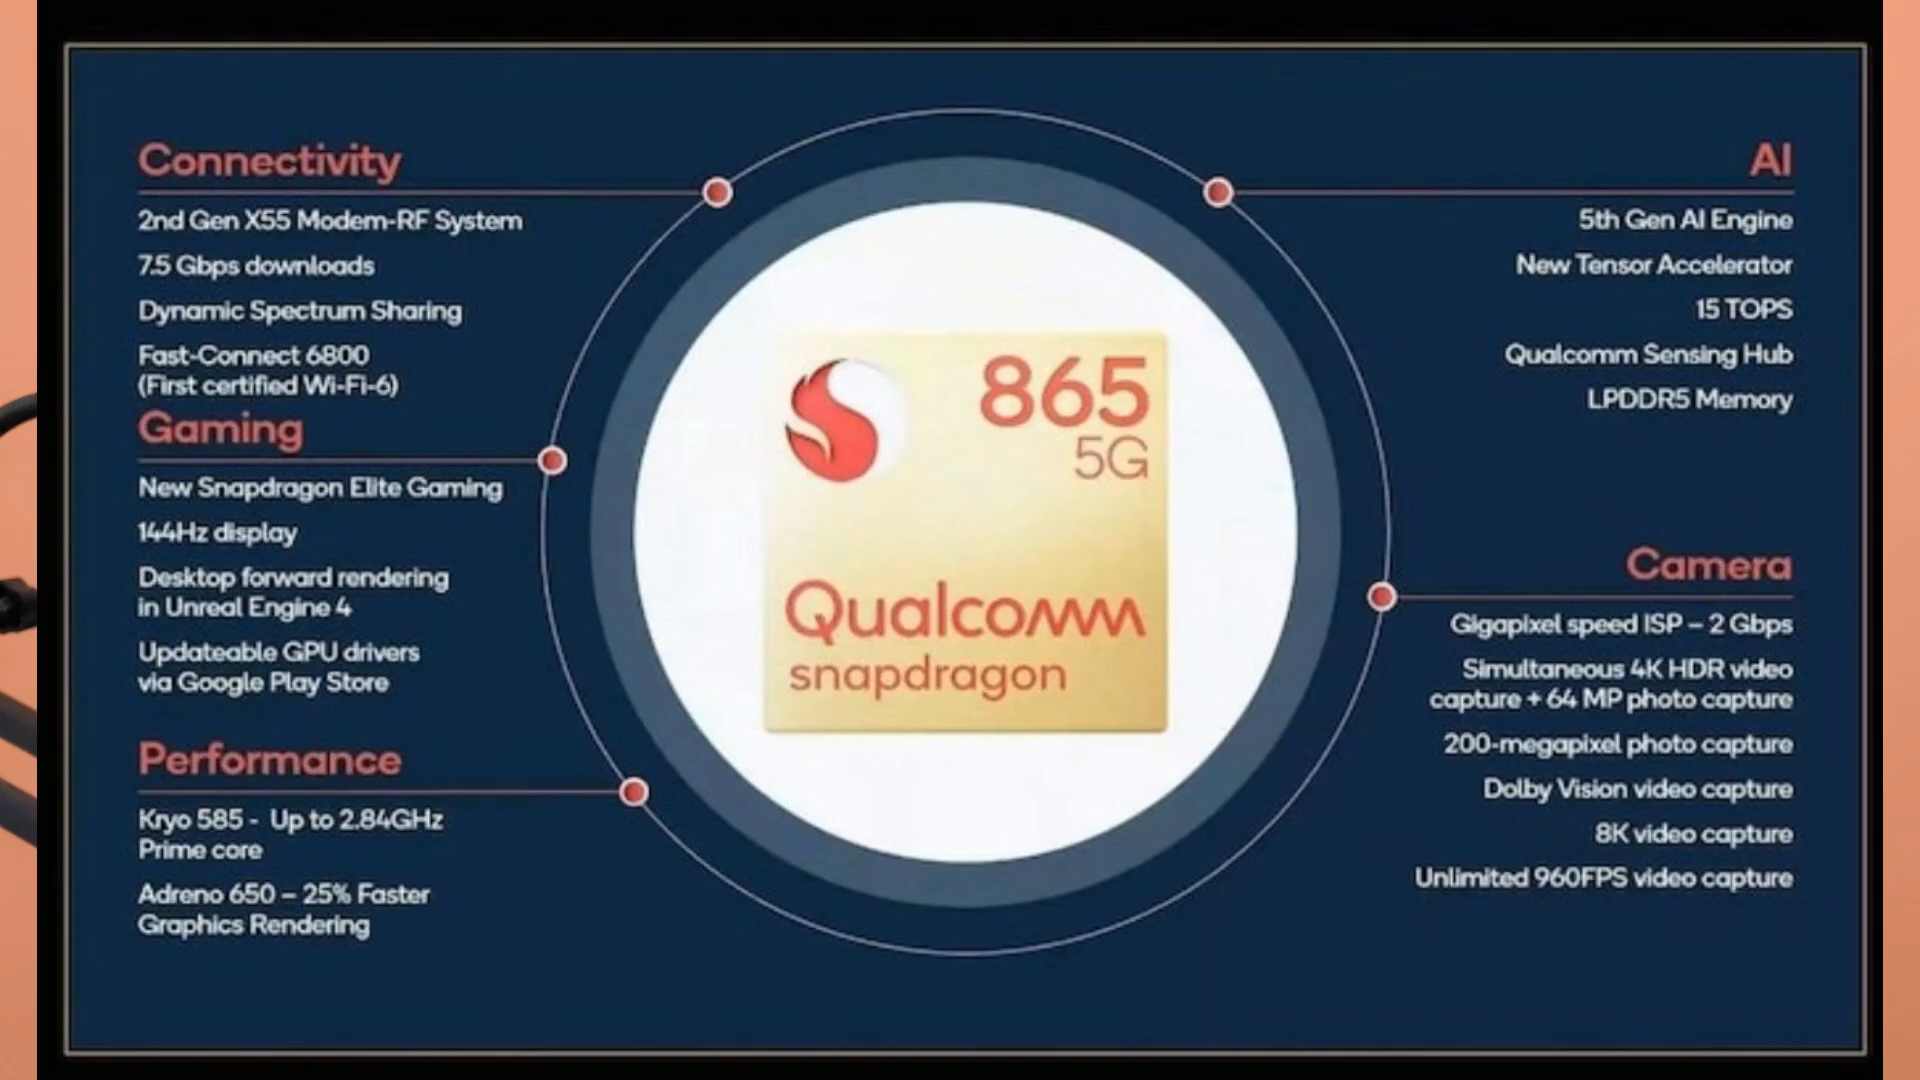 Connectivity
2nd Gen X55 Modem-RF System
7.5 Gbps downloads
Dynamic Spectrum Sharing
Fast-Connect 6800
(First certified Wi-Fi-6)
Gaming
New Snapdragon Elite Gaming
144Hz display
Desktop forward rendering
in Unreal Engine 4
Updateable GPU drivers
via Google Play Store
Performance
Kryo 585 - Up to 2.84GHz
Prime core
Adreno 650 – 25% Faster
Graphics Rendering
865
5G
Qualcomm
snapdragon
AI
5th Gen AI Engine
New Tensor Accelerator
15 TOPS
Qualcomm Sensing Hub
LPDDR5 Memory
Camera
Gigapixel speed ISP – 2 Gbps
Simultaneous 4K HDR video
capture + 64 MP photo capture
200-megapixel photo capture
Dolby Vision video capture
8K video capture
Unlimited 960FPS video capture